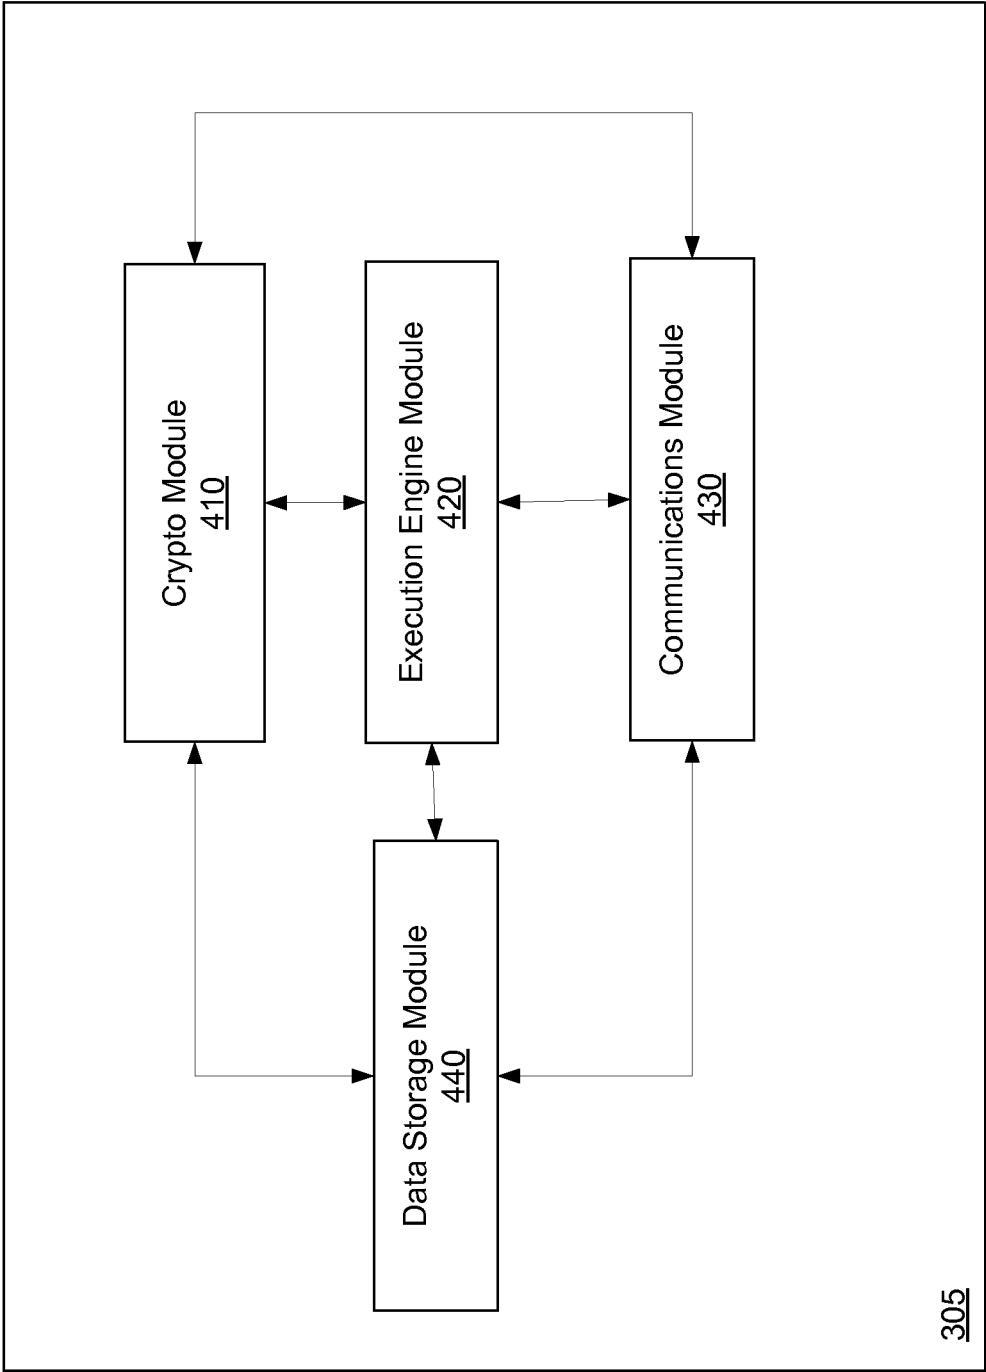 Crypto Module
410
Execution Engine Module
420
Communications Module
430
Data Storage Module
440
305